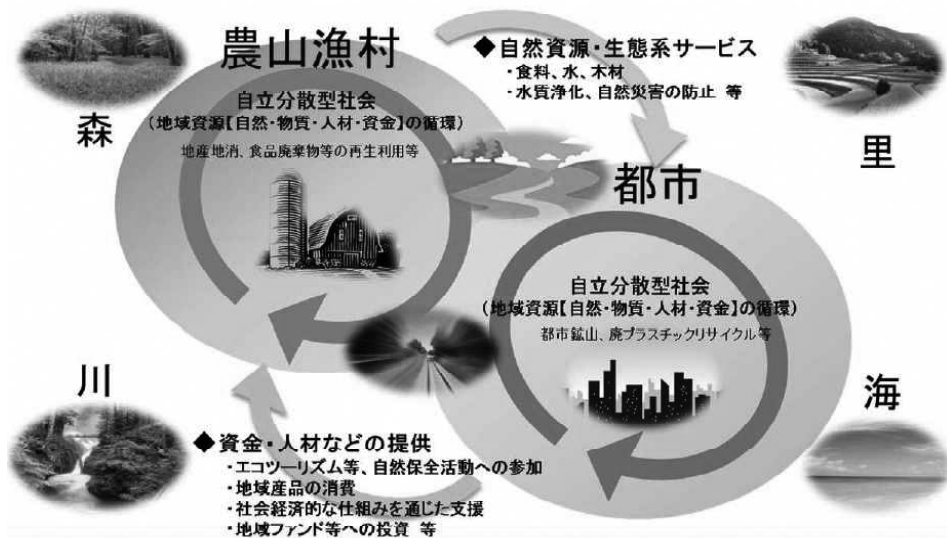 農山漁村
自立分散型社会
(地域資源【自然・物質・人材・資金】の循環)
地産地消、食品廃棄物等の再生利用等
◆自然資源・生態系サービス
・食料、水、木材
・水質浄化、自然災害の防止 等
森
里
都市
自立分散型社会
(地域資源【自然・物質・人材・資金】の循環)
都市鉱山、廃プラスチックリサイクル等
川
海
◆資金・人材などの提供
・エコツーリズム等、自然保全活動への参加
・地域産品の消費
・社会経済的な仕組みを通じた支援
・地域ファンド等への投資 等